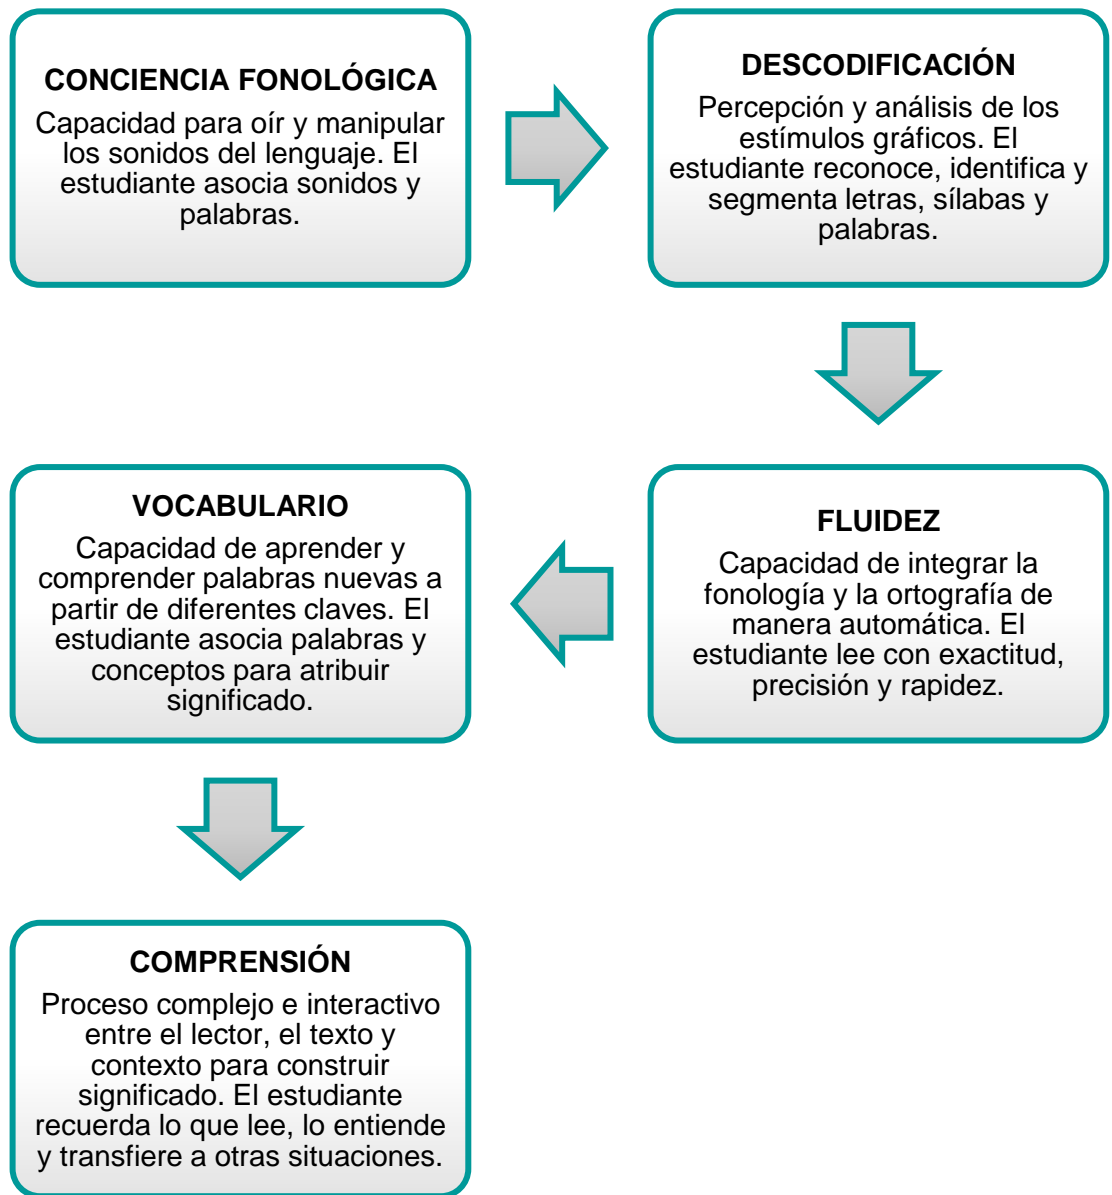 CONCIENCIA FONOLÓGICA
Capacidad para oír y manipular
los sonidos del lenguaje. El
estudiante asocia sonidos y
palabras.
DESCODIFICACIÓN
Percepción y análisis de los
estímulos gráficos. El
estudiante reconoce, identifica y
segmenta letras, sílabas y
palabras.
FLUIDEZ
Capacidad de integrar la
fonología y la ortografía de
manera automática. El
estudiante lee con exactitud,
precisión y rapidez.
VOCABULARIO
Capacidad de aprender y
comprender palabras nuevas a
partir de diferentes claves. El
estudiante asocia palabras y
conceptos para atribuir
significado.
COMPRENSIÓN
Proceso complejo e interactivo
entre el lector, el texto y
contexto para construir
significado. El estudiante
recuerda lo que lee, lo entiende
y transfiere a otras situaciones.